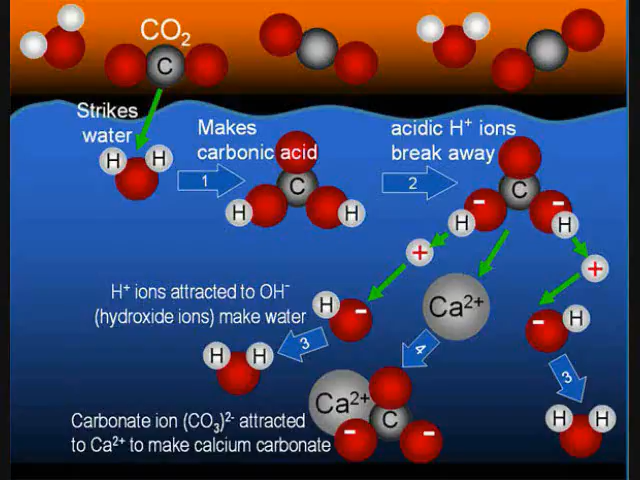 CO2
C
Strikes
water
H H
Makes
carbonic acid
acidic H+ ions
break away
1
2
C
H H
C
- -
H H
+
+
H+ ions attracted to OH-
(hydroxide ions) make water
H -
Ca2+
- H
3
4
3
H H
Ca2+
C
- -
H H
Carbonate ion (CO3)2- attracted
to Ca2+ to make calcium carbonate